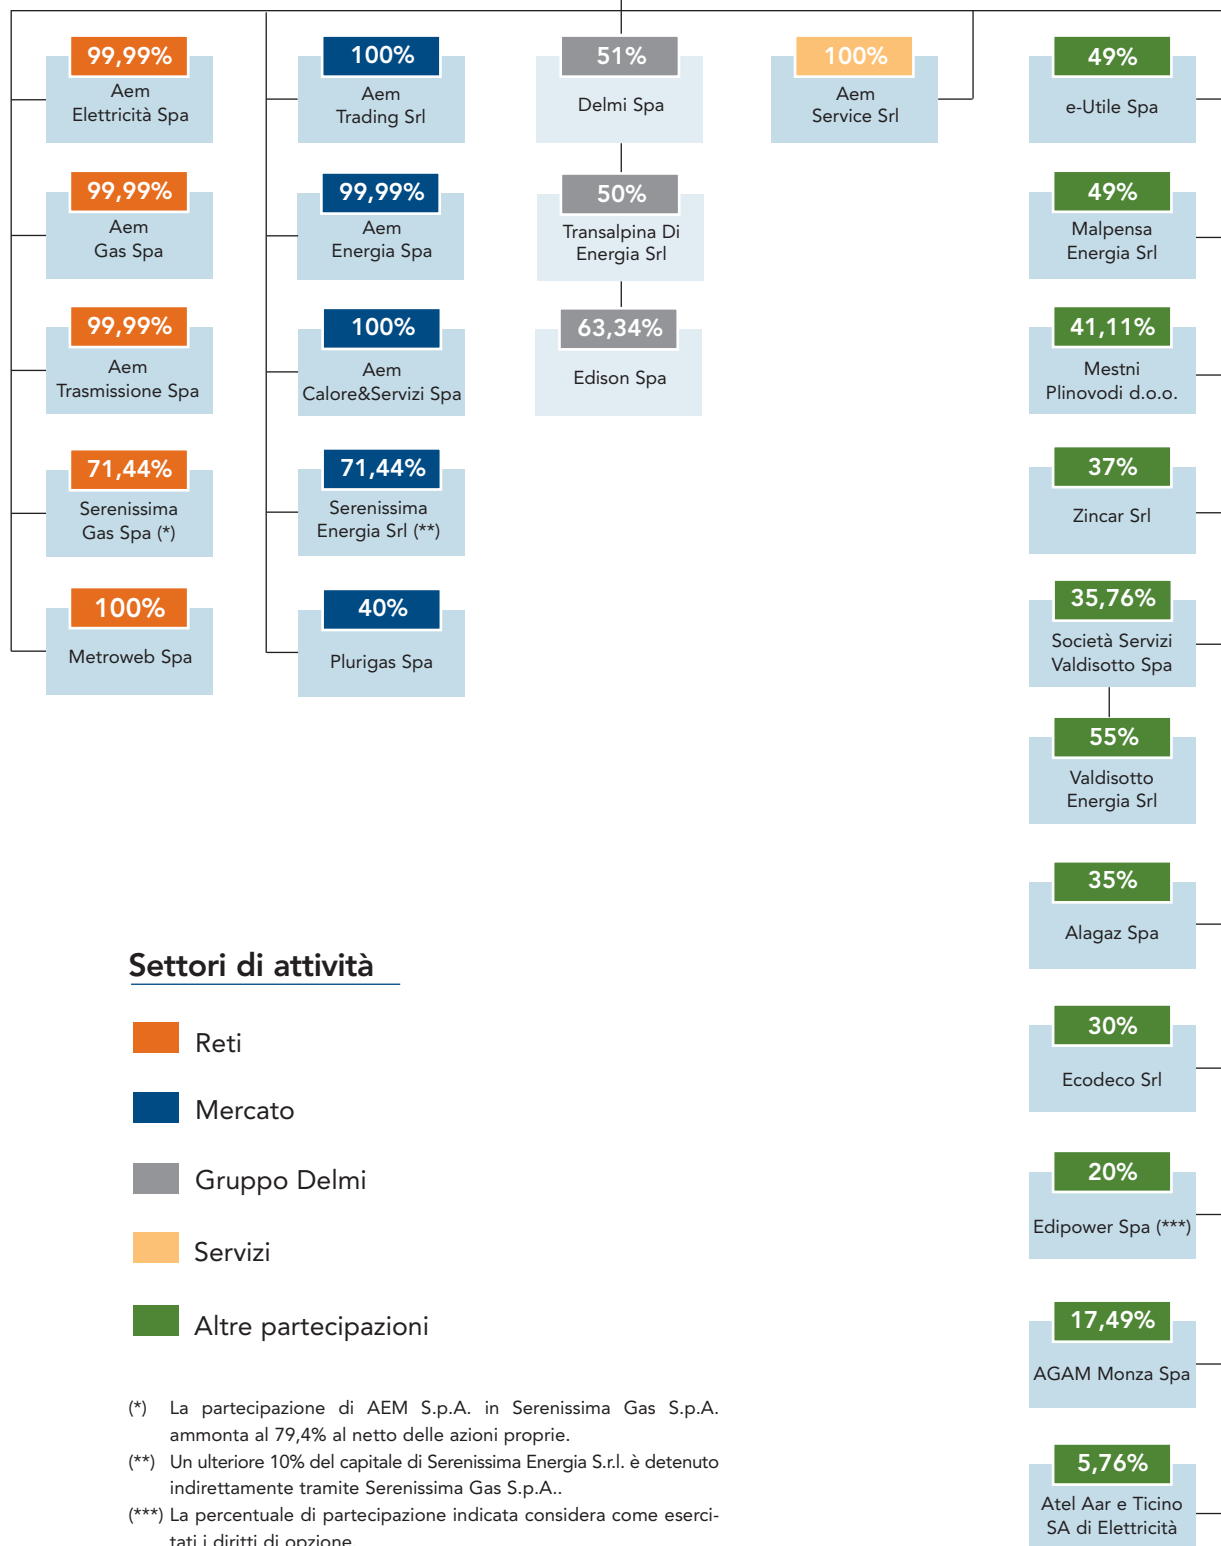 99,99%
Aem
Elettricità Spa
99,99%
Aem
Gas Spa
99,99%
Aem
Trasmissione Spa
71,44%
Serenissima
Gas Spa (*)
100%
Metroweb Spa
100%
Aem
Trading Srl
99,99%
Aem
Energia Spa
100%
Aem
Calore&Servizi Spa
71,44%
Serenissima
Energia Srl (**)
40%
Plurigas Spa
51%
Delmi Spa
50%
Transalpina Di
Energia Srl
63,34%
Edison Spa
100%
Aem
Service Srl
49%
e-Utile Spa
49%
Malpensa
Energia Srl
41,11%
Mestni
Plinovodi d.o.o.
37%
Zincar Srl
35,76%
Società Servizi
Valdisotto Spa
55%
Valdisotto
Energia Srl
35%
Alagaz Spa
30%
Ecodeco Srl
20%
Edipower Spa (***)
17,49%
AGAM Monza Spa
5,76%
Atel Aar e Ticino
SA di Elettricità
Settori di attività
Reti
Mercato
Gruppo Delmi
Servizi
Altre partecipazioni
(*) La partecipazione di AEM S.p.A. in Serenissima Gas S.p.A.
ammonta al 79,4% al netto delle azioni proprie.
(**) Un ulteriore 10% del capitale di Serenissima Energia S.r.l. è detenuto
indirettamente tramite Serenissima Gas S.p.A..
(***) La percentuale di partecipazione indicata considera come eserci-
tati i diritti di opzione